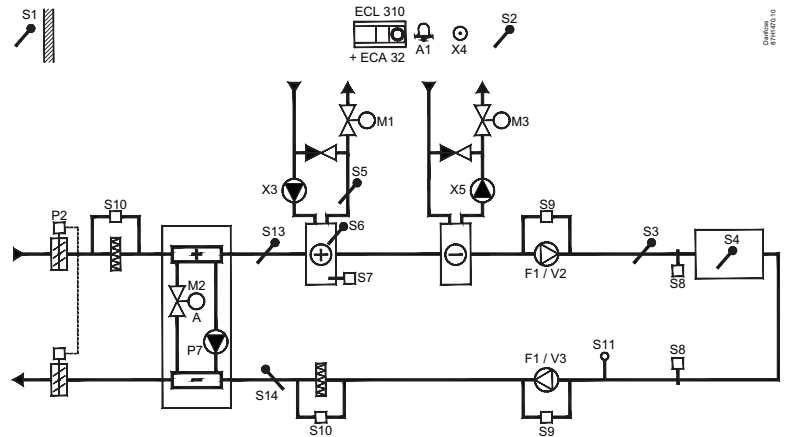 S1
ECL 310
+ ECA 32
A1
X4
S2
Danfoss
87H1470.10
M1
M3
X3
S5
X5
P2
S10
S13
S6
S7
S9
F1 / V2
S3
S4
S8
M2
A
P7
S14
S10
F1 / V3
S9
S11
S8